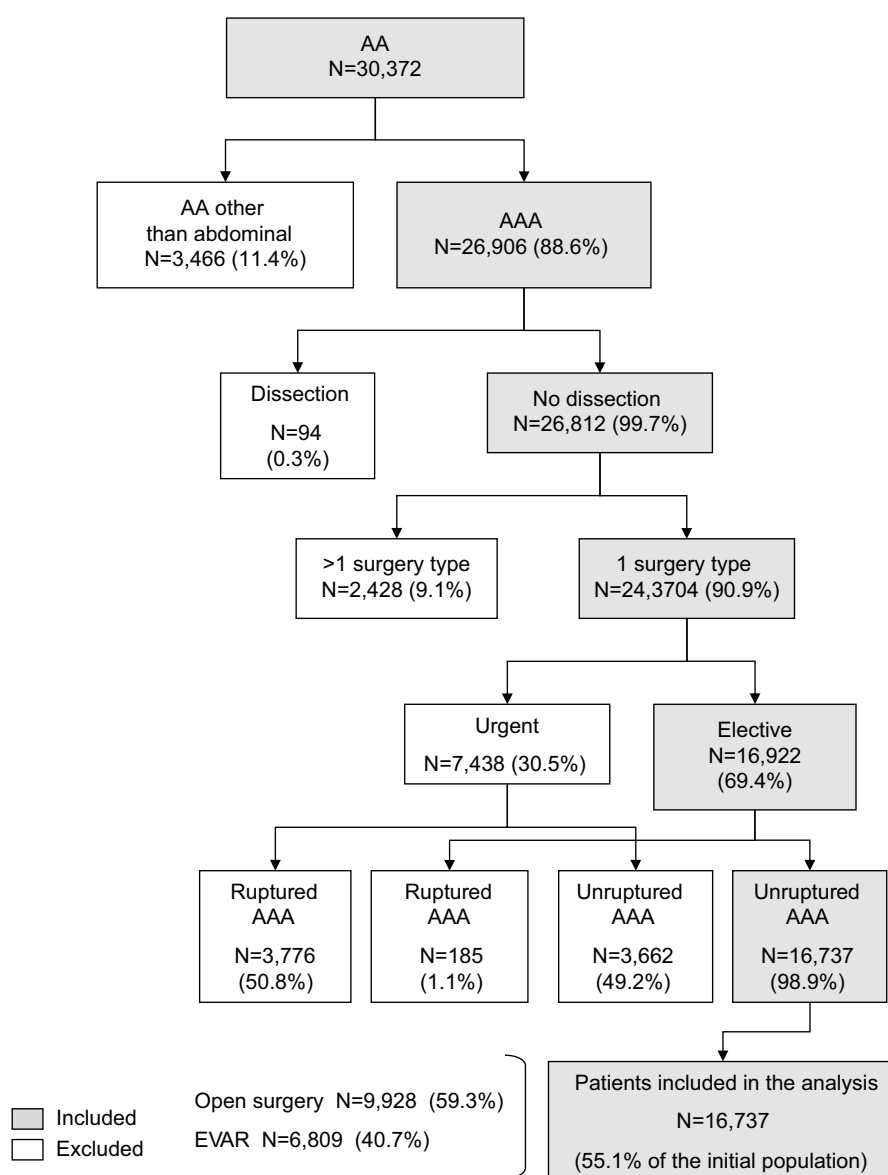 AA
N=30,372
AA other
than abdominal
N=3,466 (11.4%)
AAA
N=26,906 (88.6%)
Dissection
N=94
(0.3%)
No dissection
N=26,812 (99.7%)
>1 surgery type
N=2,428 (9.1%)
1 surgery type
N=24,3704 (90.9%)
Urgent
N=7,438 (30.5%)
Elective
N=16,922
(69.4%)
Ruptured
AAA
N=3,776
(50.8%)
Ruptured
AAA
N=185
(1.1%)
Unruptured
AAA
N=3,662
(49.2%)
Unruptured
AAA
N=16,737
(98.9%)
Included
Excluded
Open surgery N=9,928 (59.3%)
EVAR N=6,809 (40.7%)
Patients included in the analysis
N=16,737
(55.1% of the initial population)